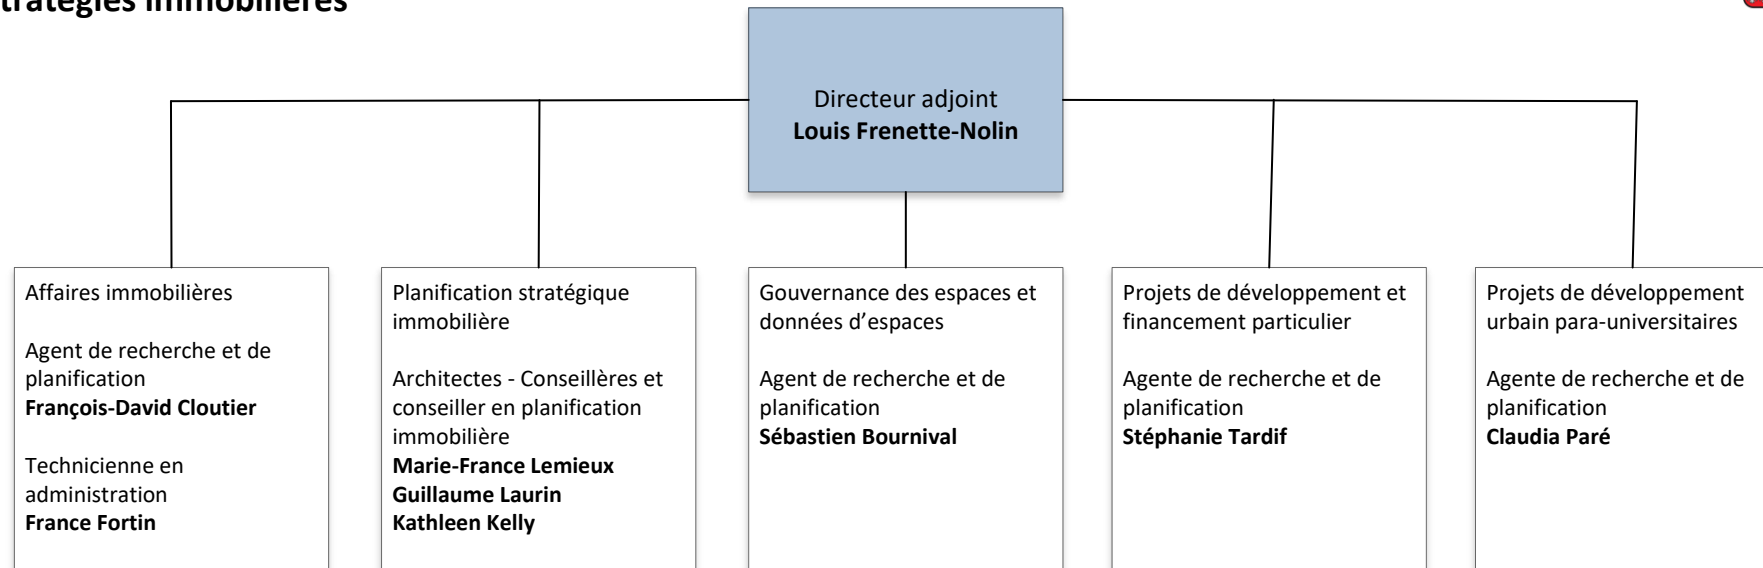 tratégies immobilières
Directeur adjoint
Louis Frenette-Nolin
Affaires immobilières
Agent de recherche et de
planification
François-David Cloutier
Technicienne en
administration
France Fortin
Planification stratégique
immobilière
Architectes - Conseillères et
conseiller en planification
immobilière
Marie-France Lemieux
Guillaume Laurin
Kathleen Kelly
Gouvernance des espaces et
données d’espaces
Agent de recherche et de
planification
Sébastien Bournival
Projets de développement et
financement particulier
Agente de recherche et de
planification
Stéphanie Tardif
Projets de développement
urbain para-universitaires
Agente de recherche et de
planification
Claudia Paré